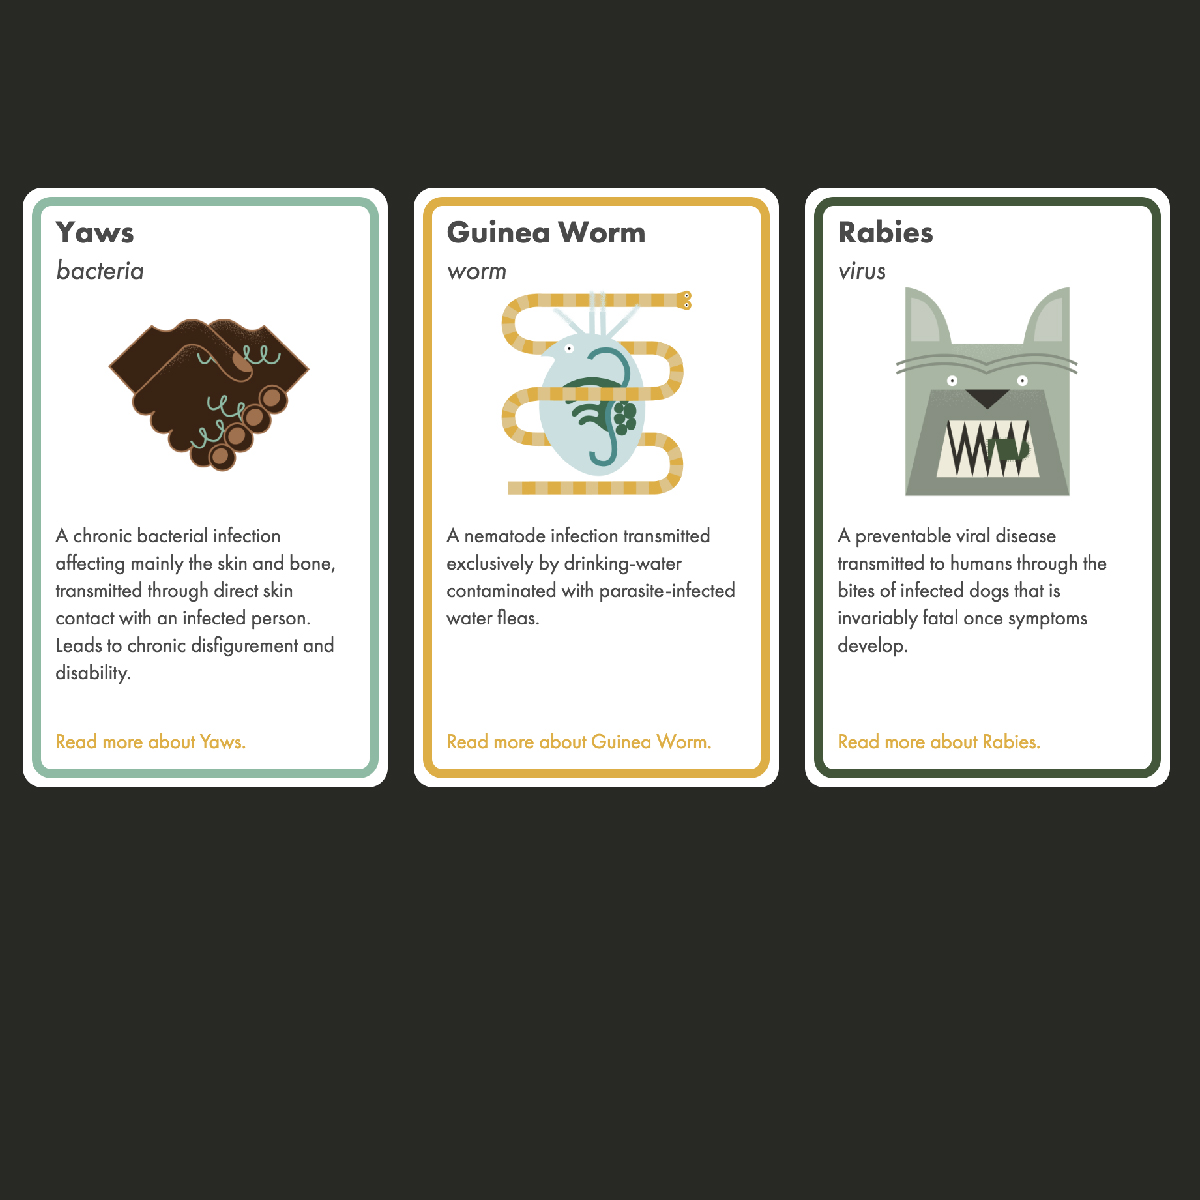 Yaws
bacteria
A chronic bacterial infection
affecting mainly the skin and bone,
transmitted through direct skin
contact with an infected person.
Leads to chronic disfigurement and
disability.
Read more about Yaws.
Guinea Worm
worm
A nematode infection transmitted
exclusively by drinking-water
contaminated with parasite-infected
water fleas.
Read more about Guinea Worm.
Rabies
virus
A preventable viral disease
transmitted to humans through the
bites of infected dogs that is
invariably fatal once symptoms
develop.
Read more about Rabies.